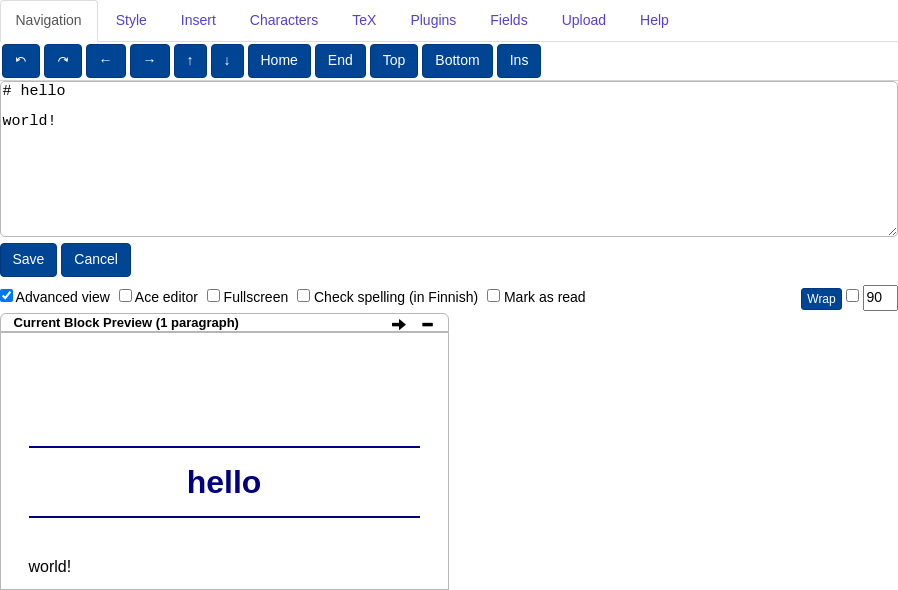 Navigation Style Insert Characters TeX Plugins Fields Upload Help
⤺ ⤼ ← → ↑ ↓ Home End Top Bottom Ins
# hello
world!
Save Cancel
Advanced view Ace editor Fullscreen Check spelling (in Finnish) Mark as read Wrap 90
Current Block Preview (1 paragraph)
hello
world!